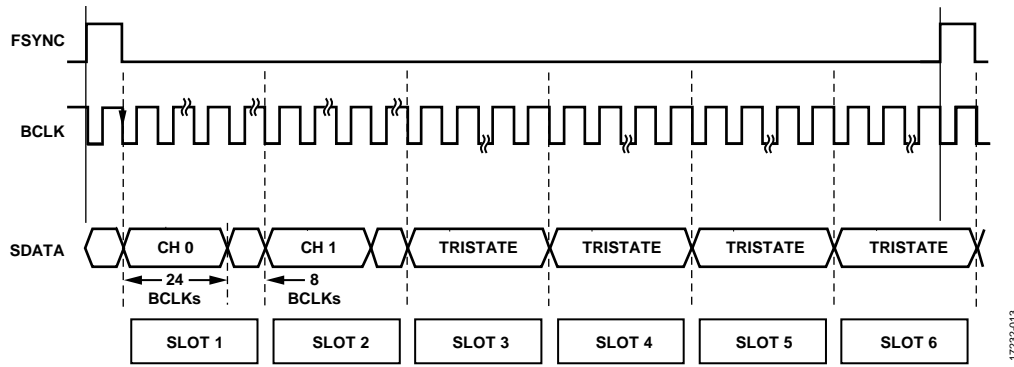 FSYNC
BCLK
SDATA
CH 0
CH 1
TRISTATE
TRISTATE
TRISTATE
TRISTATE
24
BCLKs
8
BCLKs
SLOT 1
SLOT 2
SLOT 3
SLOT 4
SLOT 5
SLOT 6
17232-013